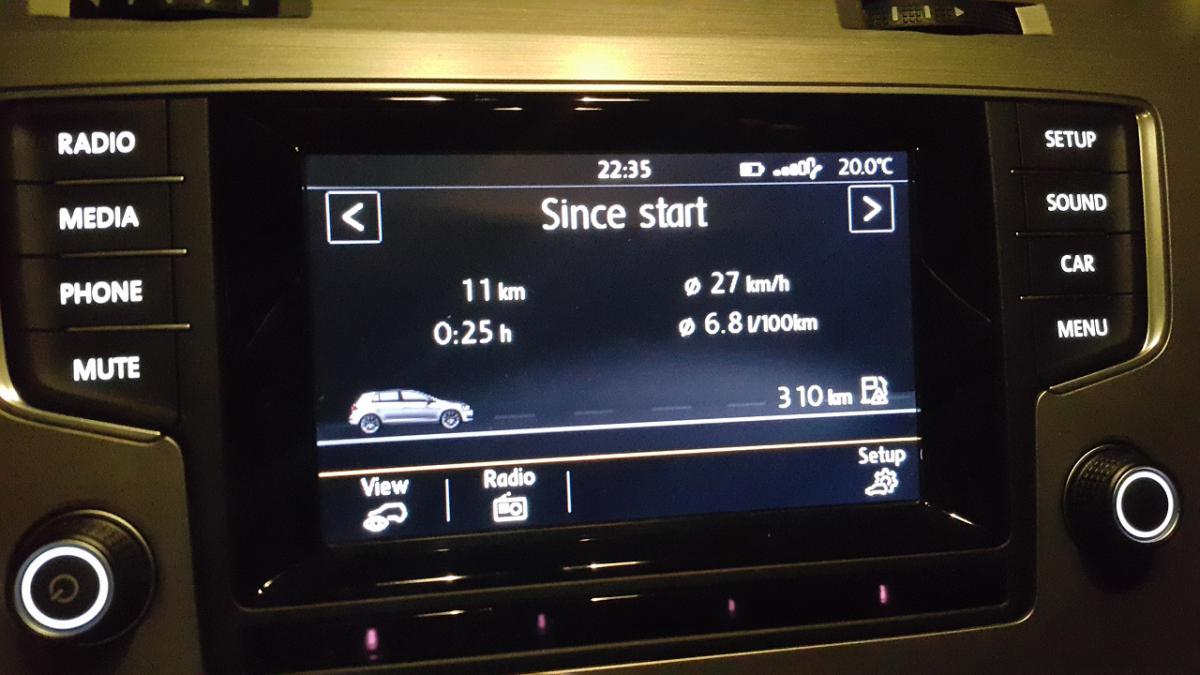 RADIO
MEDIA
PHONE
MUTE
22:35
20.0°C
<
Since start
>
11 km
ø 27 km/h
0:25 h
ø 6.8 l/100km
310 km
View
Radio
Setup
SETUP
SOUND
CAR
MENU